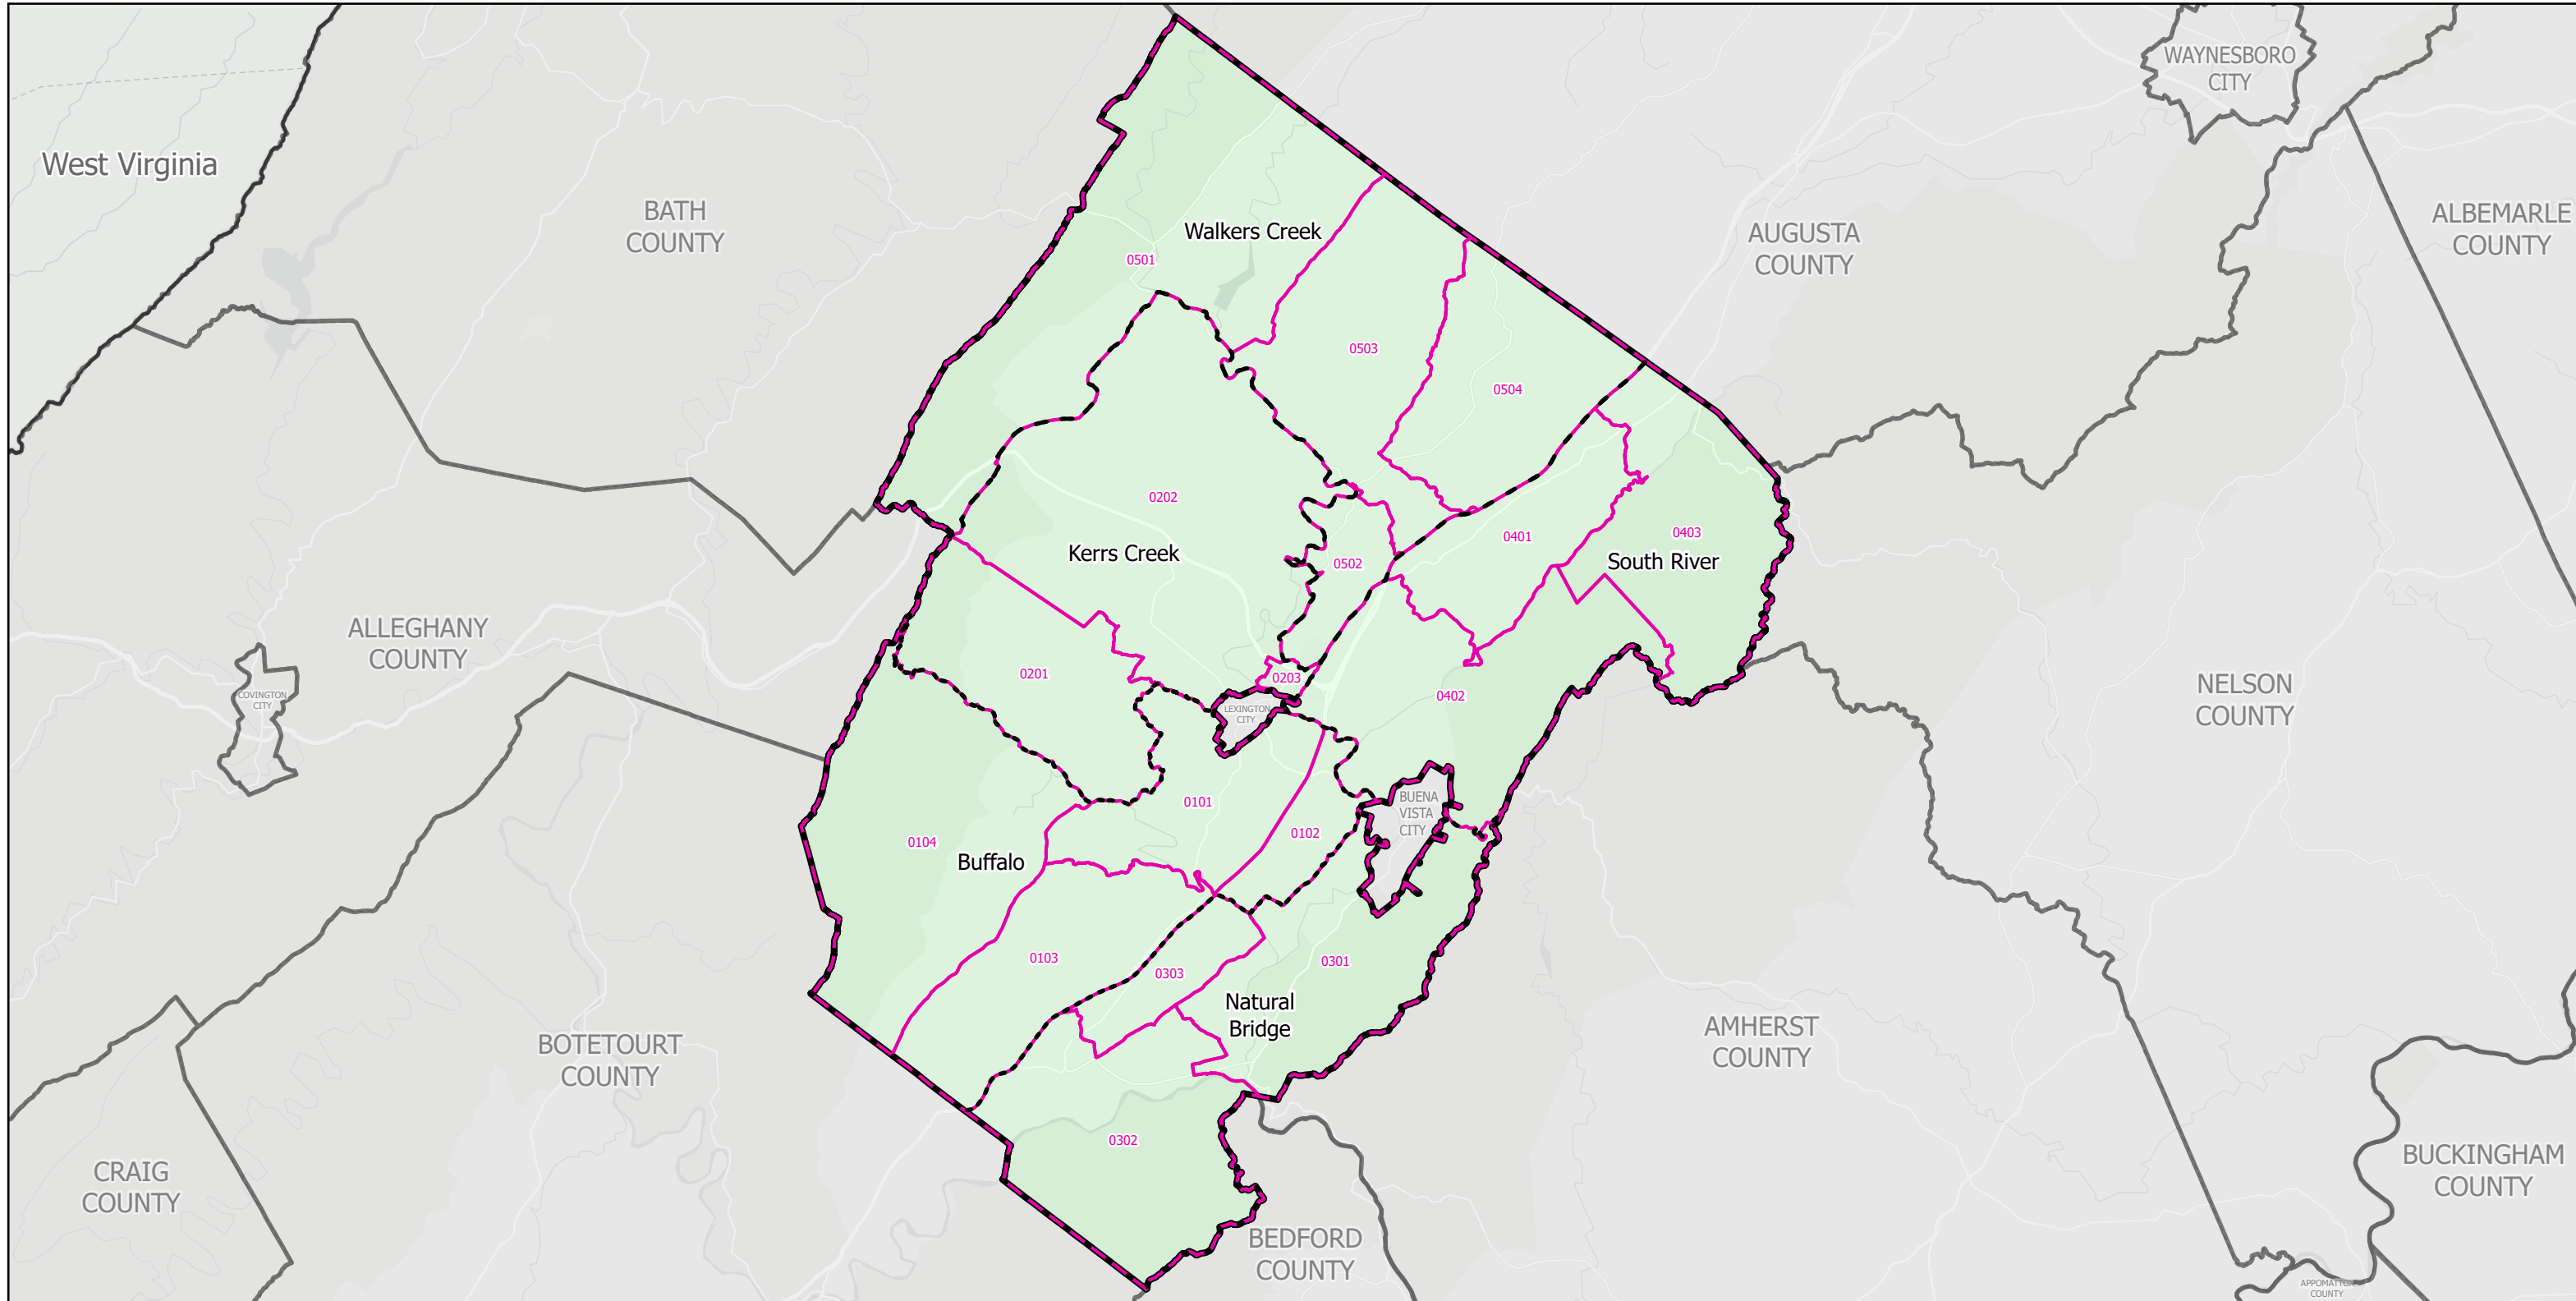 WAYNESBORO
CITY
West Virginia
BATH
COUNTY
ALBEMARLE
COUNTY
Walkers Creek
AUGUSTA
COUNTY
0501
0503
0504
0202
0401
0403
Kerrs Creek
0502
South River
ALLEGHANY
COUNTY
0201
0203
COVINGTON
CITY
0402
NELSON
COUNTY
LEXINGTON
CITY
0101
BUENA
VISTA
CITY
0102
0104
Buffalo
0103
0303
0301
Natural
Bridge
AMHERST
COUNTY
BOTETOURT
COUNTY
0302
CRAIG
COUNTY
BUCKINGHAM
COUNTY
BEDFORD
COUNTY
APPOMATTOX
COUNTY